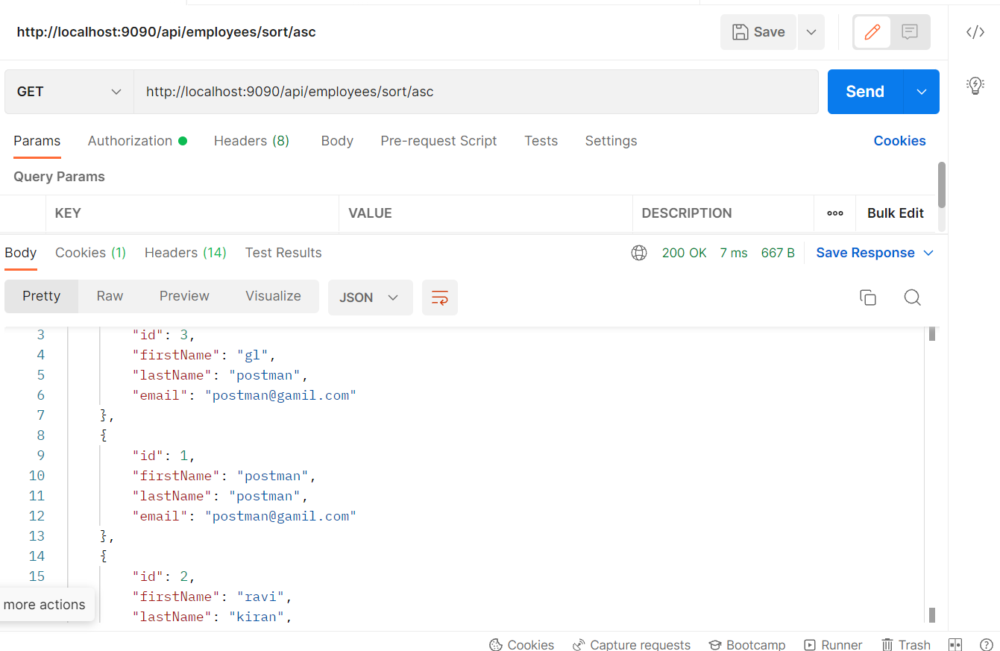 http://localhost:9090/api/employees/sort/asc Save
GET http://localhost:9090/api/employees/sort/asc Send
Params Authorization Headers (8) Body Pre-request Script Tests Settings Cookies
Query Params
KEY VALUE DESCRIPTION ooo Bulk Edit
Body Cookies (1) Headers (14) Test Results 200 OK 7 ms 667 B Save Response
Pretty Raw Preview Visualize JSON
3 "id": 3,
4 "firstName": "gl",
5 "lastName": "postman",
6 "email": "postman@gamil.com"
7 },
8 {
9 "id": 1,
10 "firstName": "postman",
11 "lastName": "postman",
12 "email": "postman@gamil.com"
13 },
14 {
15 "id": 2,
"firstName": "ravi",
more actions
"lastName": "kiran",
Cookies Capture requests Bootcamp Runner Trash